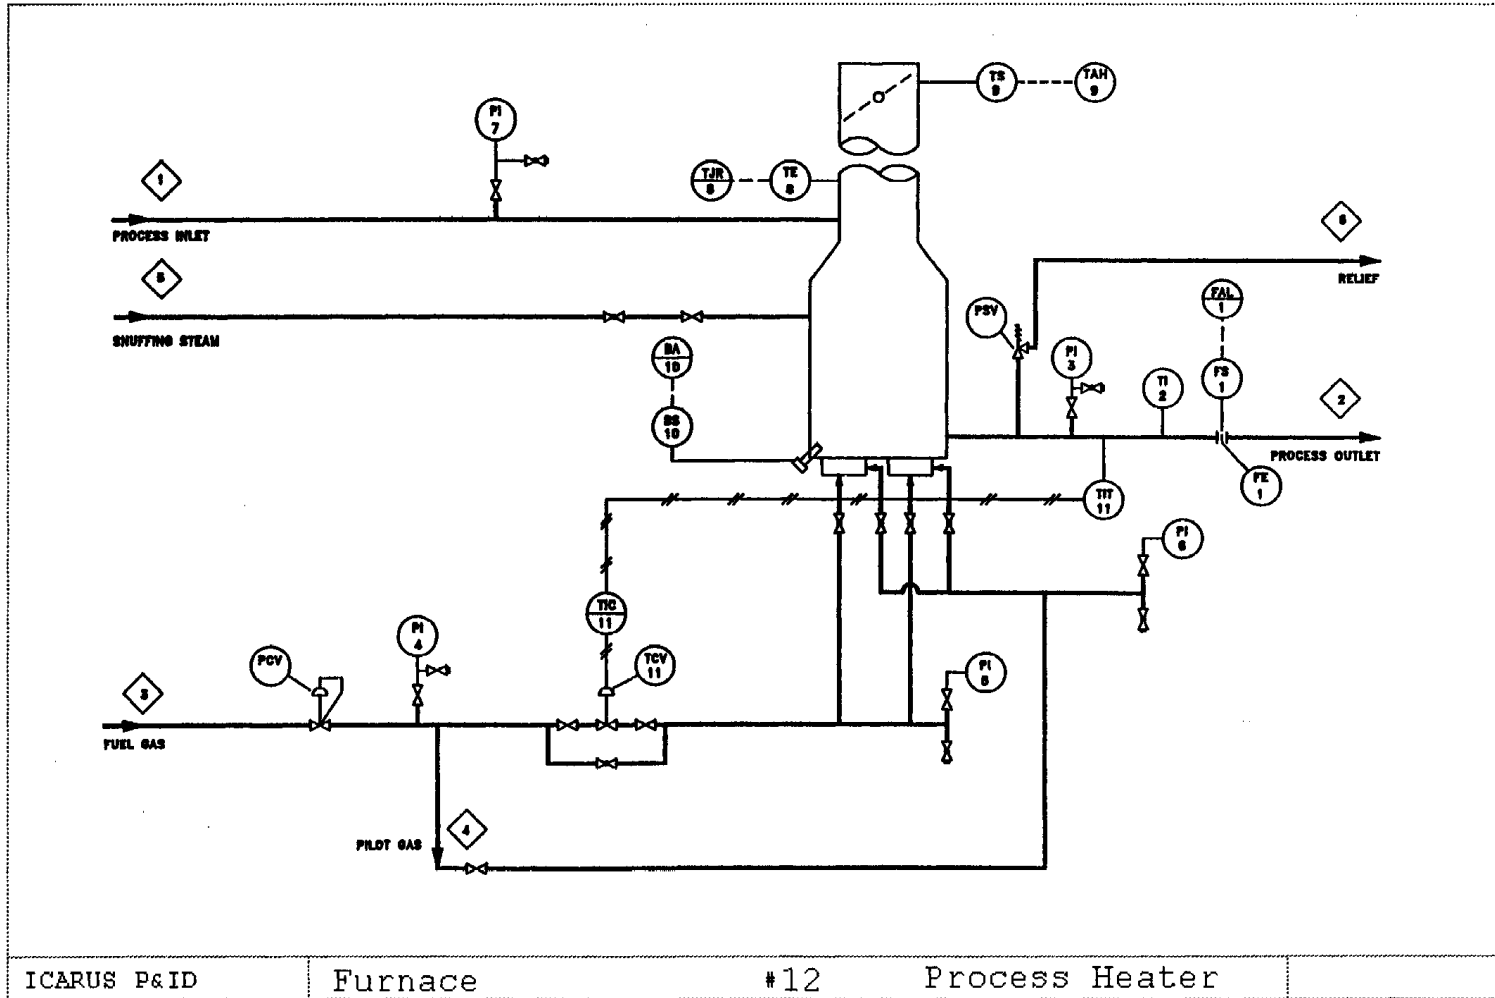 TS
9
TAH
9
PI
7
TJR
8
TE
8
1
PROCESS INLET
6
RELIEF
5
SNUFFING STEAM
FAL
1
PSV
BA
10
PI
3
FS
1
TI
2
2
BS
10
PROCESS OUTLET
FE
1
TIT
11
PI
6
TIC
11
PI
4
PCV
TCV
11
PI
5
3
FUEL GAS
4
PILOT GAS
ICARUS P&ID
Furnace
#12
Process Heater